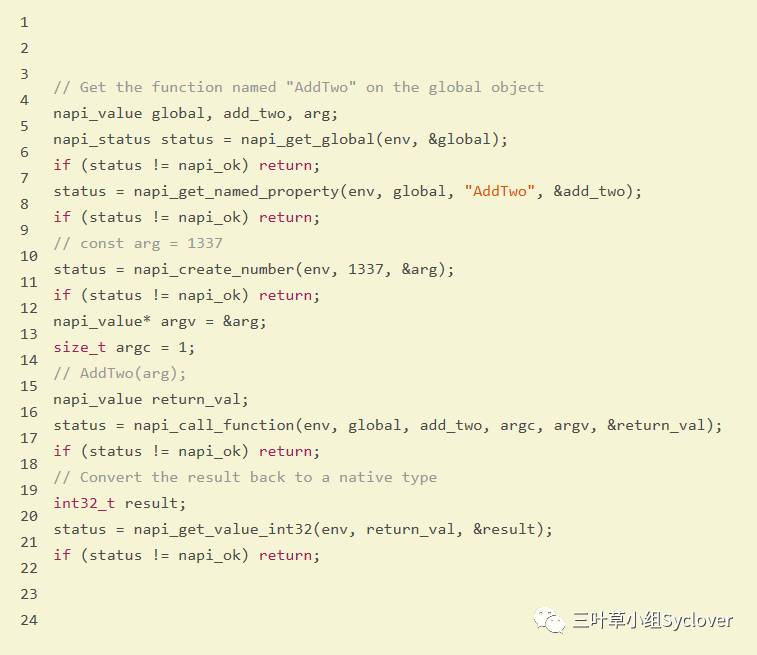 1
2
3
// Get the function named "AddTwo" on the global object
4
napi_value global, add_two, arg;
5
napi_status status = napi_get_global(env, &global);
6
if (status != napi_ok) return;
7
status = napi_get_named_property(env, global, "AddTwo", &add_two);
8
if (status != napi_ok) return;
9
// const arg = 1337
10
status = napi_create_number(env, 1337, &arg);
11
if (status != napi_ok) return;
12
napi_value* argv = &arg;
13
size_t argc = 1;
14
// AddTwo(arg);
15
napi_value return_val;
16
status = napi_call_function(env, global, add_two, argc, argv, &return_val);
17
if (status != napi_ok) return;
18
// Convert the result back to a native type
19
int32_t result;
20
status = napi_get_value_int32(env, return_val, &result);
21
if (status != napi_ok) return;
22
23
24
三叶草小组Syclover